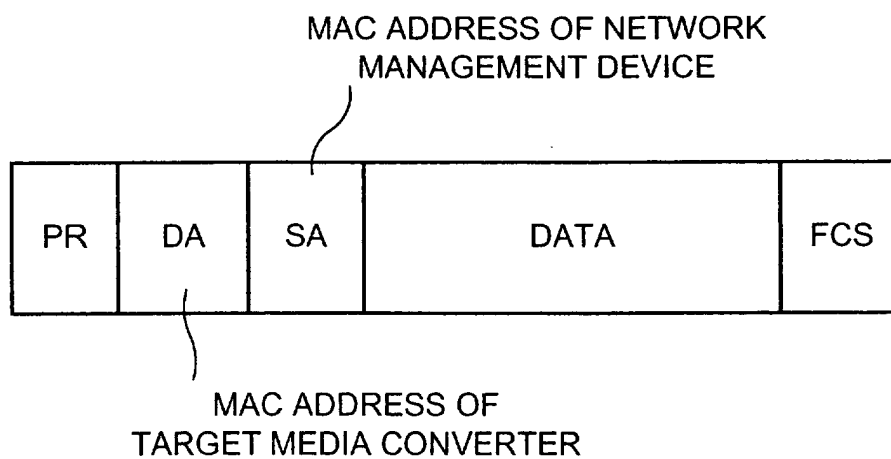 MAC ADDRESS OF NETWORK
MANAGEMENT DEVICE
PR DA SA DATA FCS
MAC ADDRESS OF
TARGET MEDIA CONVERTER